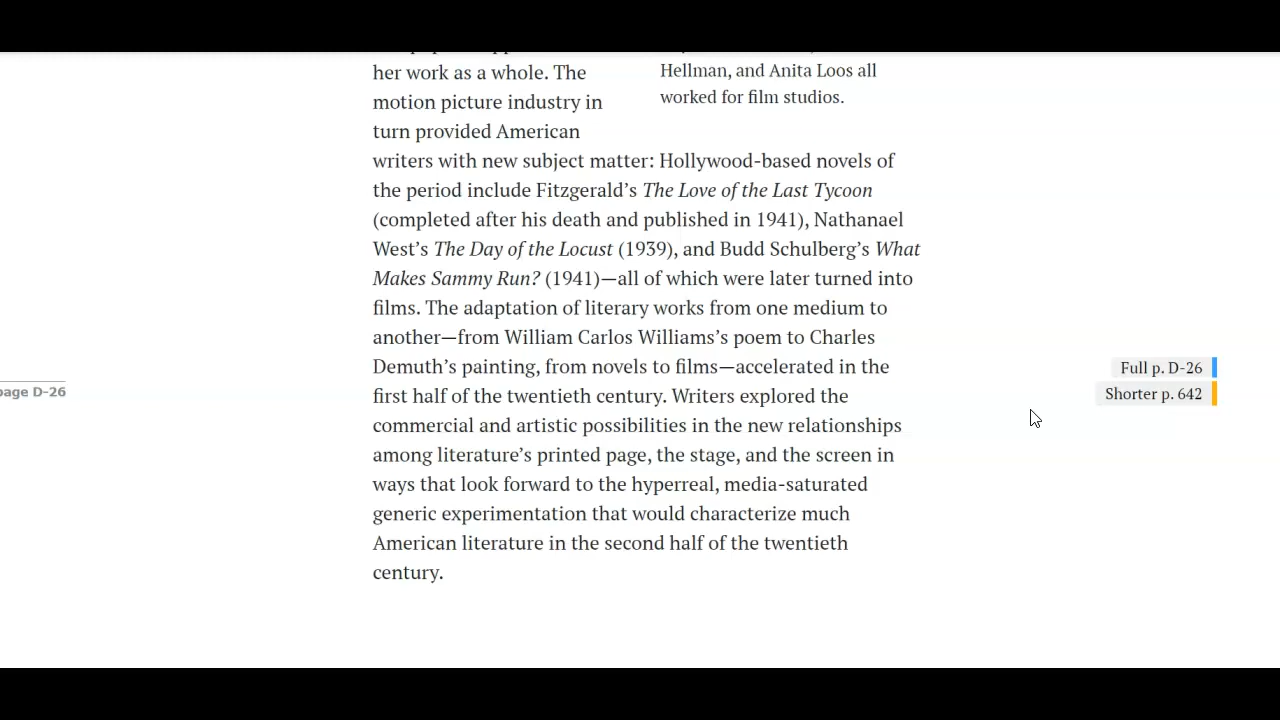 her work as a whole. The
motion picture industry in
turn provided American
Hellman, and Anita Loos all
worked for film studios.
writers with new subject matter: Hollywood-based novels of
the period include Fitzgerald’s The Love of the Last Tycoon
(completed after his death and published in 1941), Nathanael
West’s The Day of the Locust (1939), and Budd Schulberg’s What
Makes Sammy Run? (1941)—all of which were later turned into
films. The adaptation of literary works from one medium to
another—from William Carlos Williams’s poem to Charles
Demuth’s painting, from novels to films—accelerated in the
first half of the twentieth century. Writers explored the
commercial and artistic possibilities in the new relationships
among literature’s printed page, the stage, and the screen in
ways that look forward to the hyperreal, media-saturated
generic experimentation that would characterize much
American literature in the second half of the twentieth
century.
page D-26
Full p. D-26
Shorter p. 642